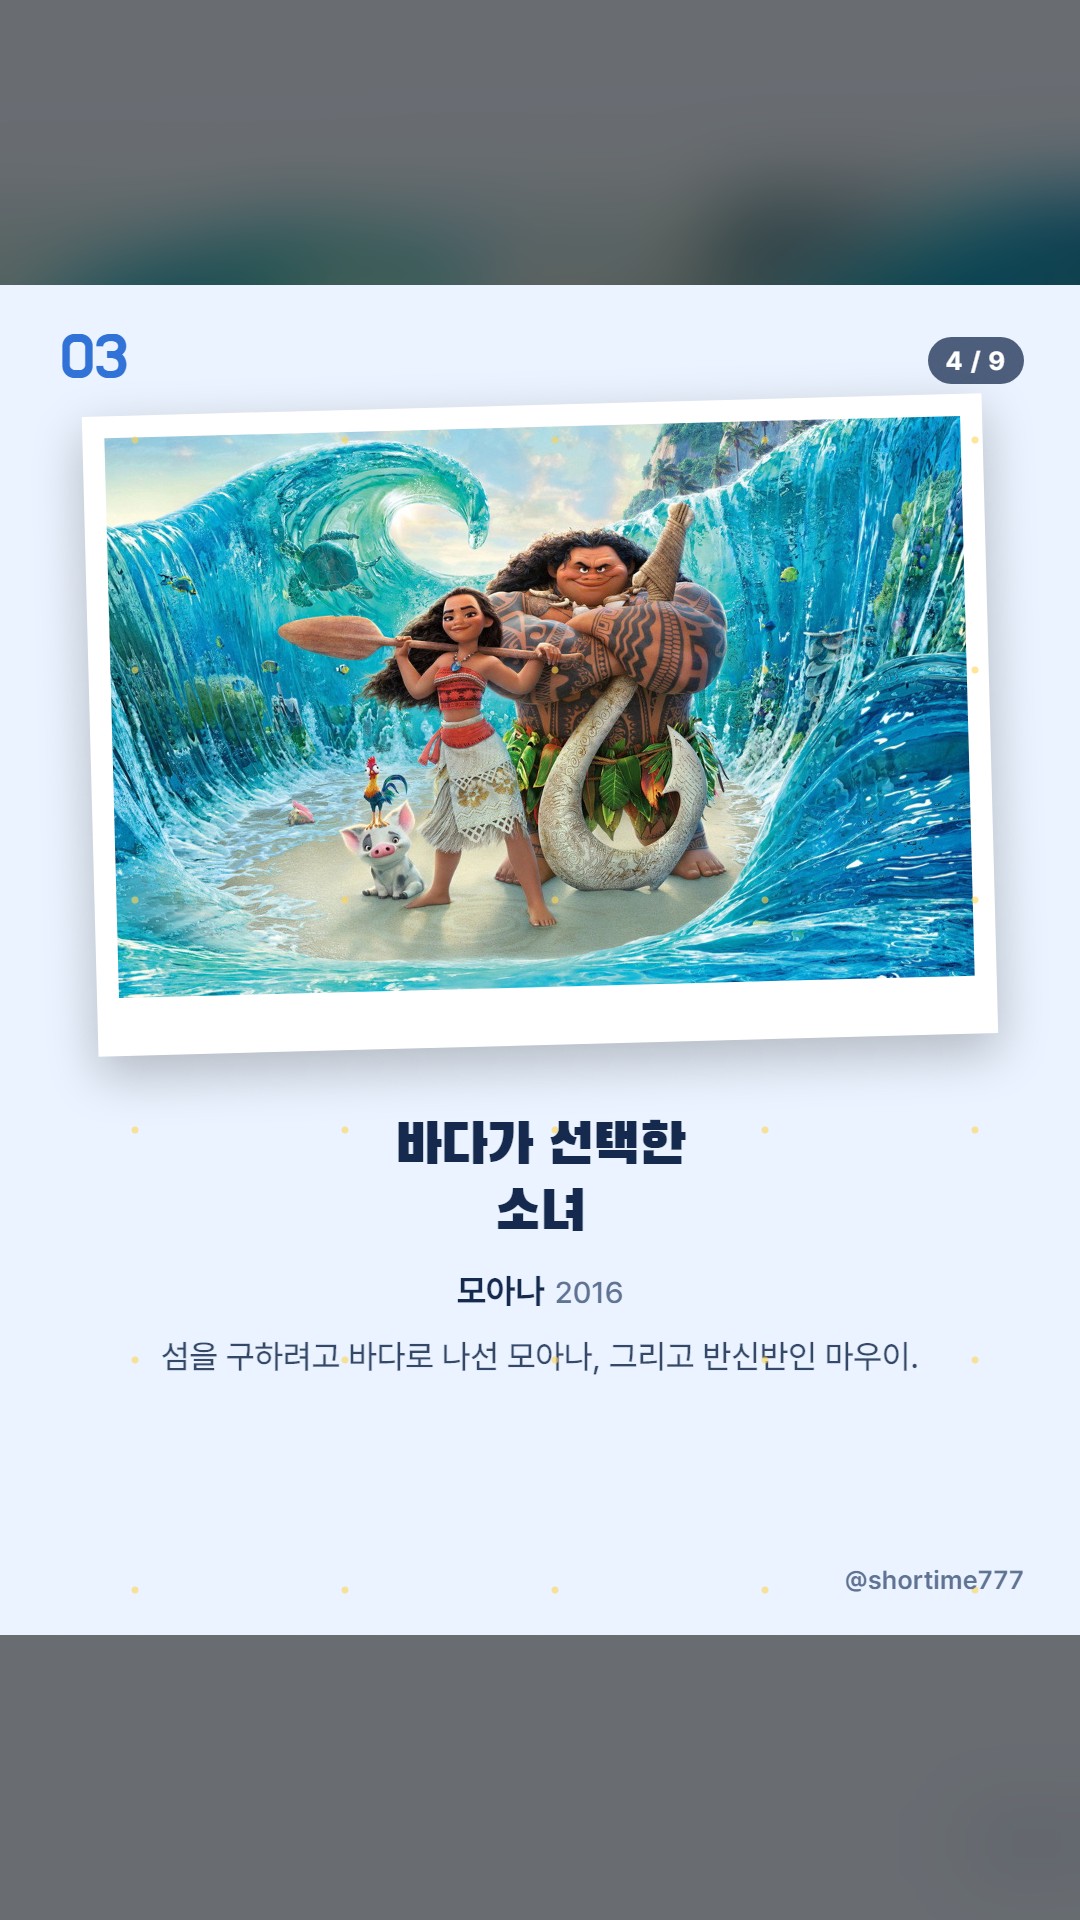 03
4 / 9
바다가 선택한
소녀
모아나 2016
섬을 구하려고 바다로 나선 모아나, 그리고 반신반인 마우이.
@shortime777